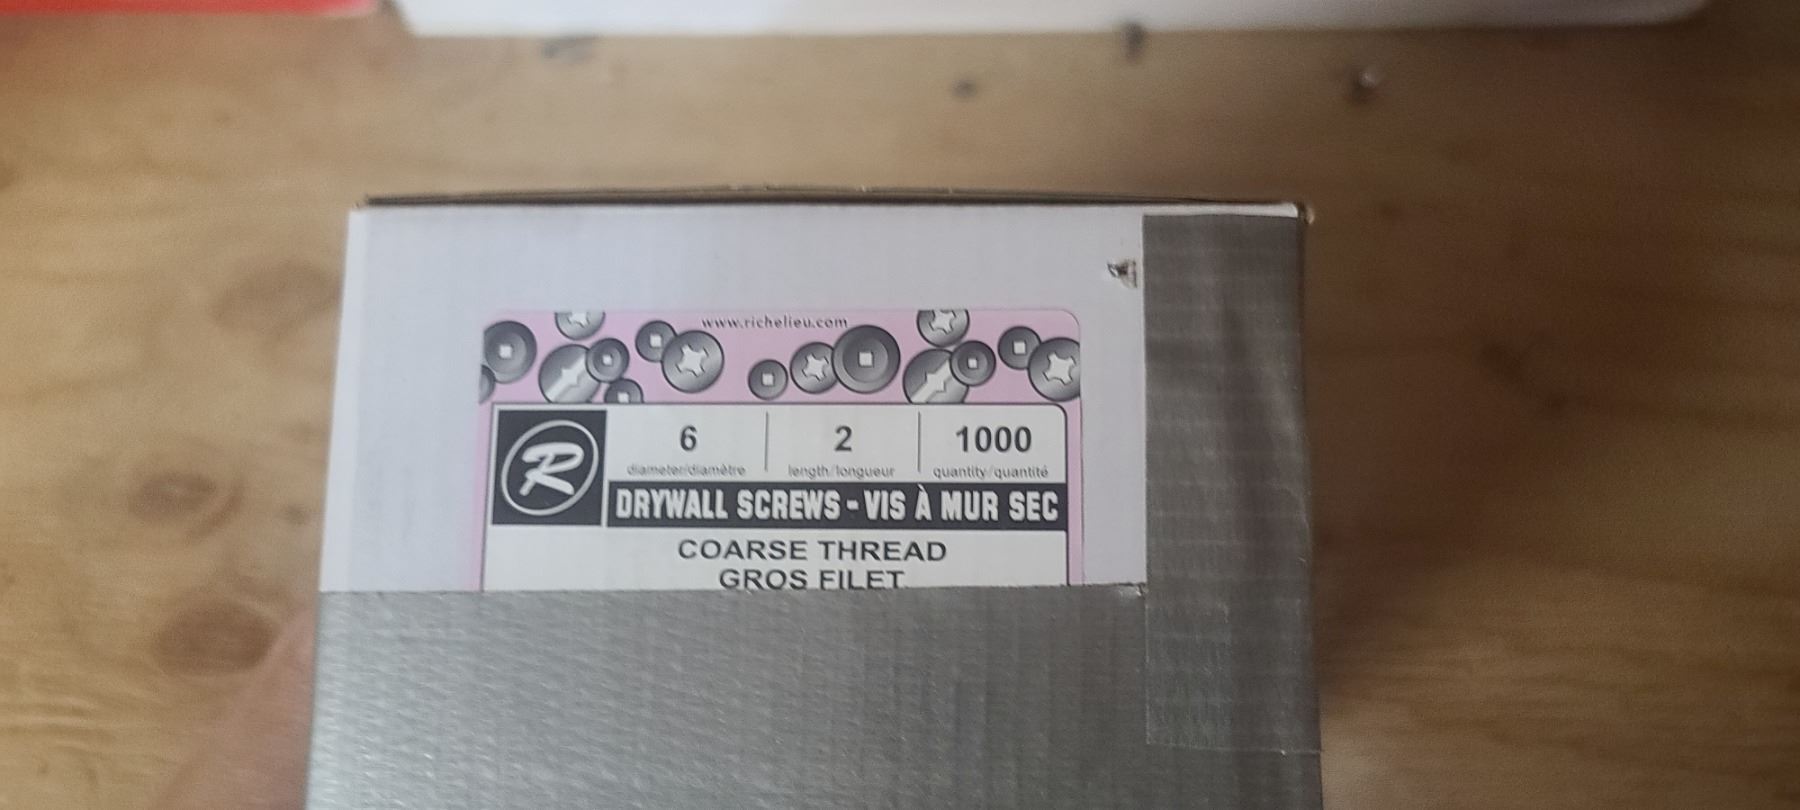 www.richelieu.com
R
6 2 1000
diameter/diamètre length/longueur quantity/quantité
DRYWALL SCREWS - VIS À MUR SEC
COARSE THREAD
GROS FILET